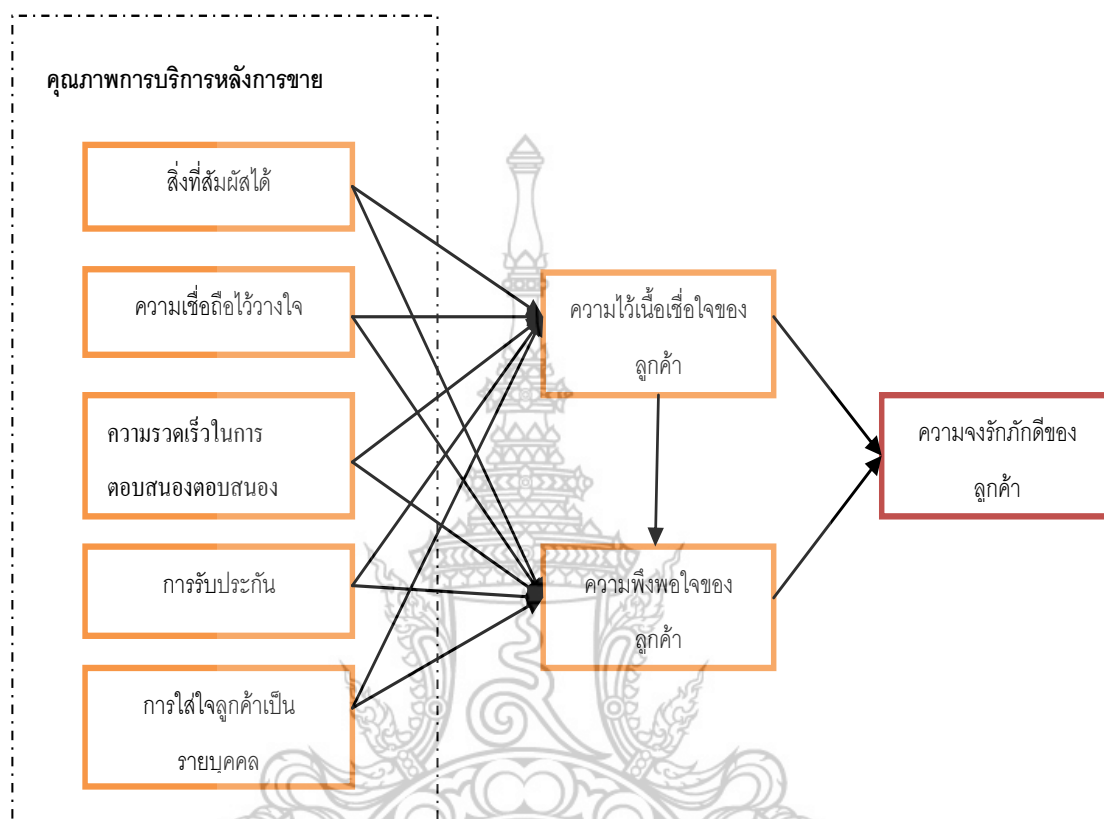 คุณภาพการบริการหลังการขาย
สิ่งที่สัมผัสได้
ความเชื่อถือไว้วางใจ
ความรวดเร็วในการ
ตอบสนองตอบสนอง
การรับประกัน
การใส่ใจลูกค้าเป็น
รายบุคคล
ความไว้เนื้อเชื่อใจของ
ลูกค้า
ความพึงพอใจของ
ลูกค้า
ความจงรักภักดีของ
ลูกค้า